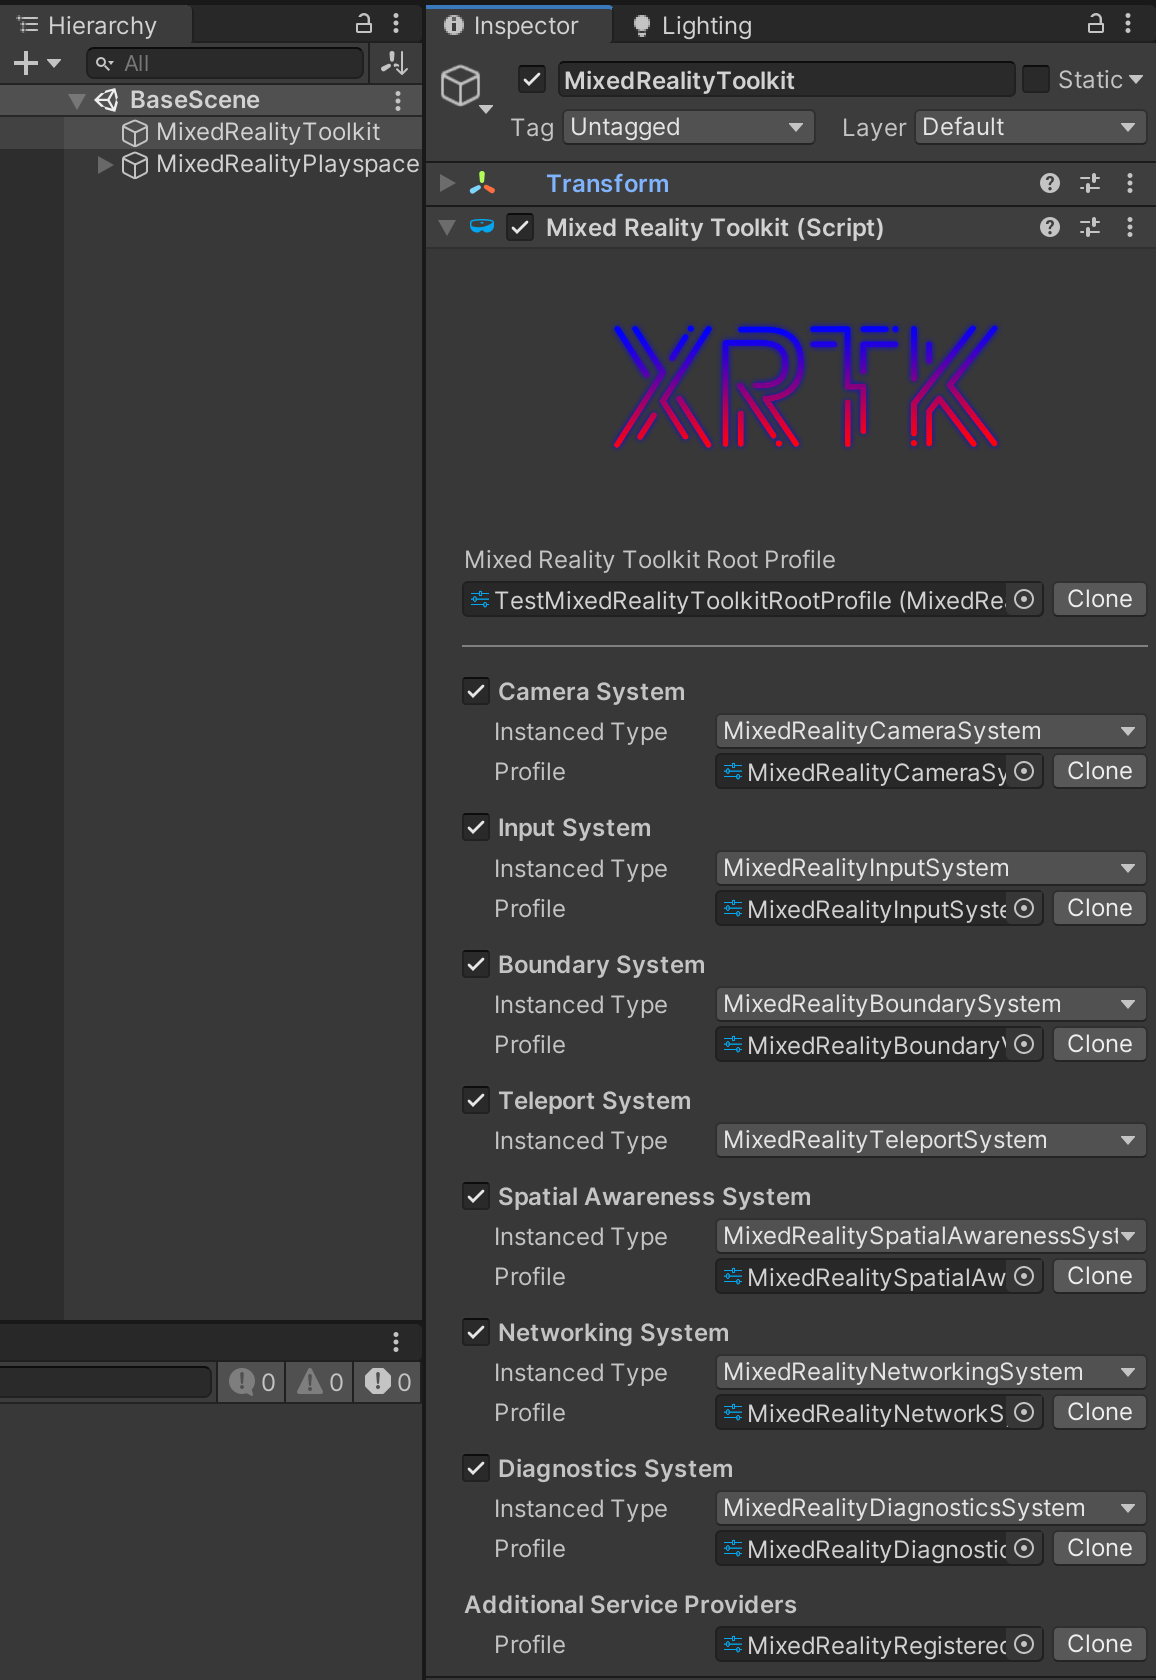 Hierarchy
All
BaseScene
MixedRealityToolkit
MixedRealityPlayspace
0 0 0
Inspector Lighting
MixedRealityToolkit Static
Tag Untagged Layer Default
Transform
Mixed Reality Toolkit (Script)
XRTK
Mixed Reality Toolkit Root Profile
TestMixedRealityToolkitRootProfile (MixedRea Clone
Camera System
Instanced Type MixedRealityCameraSystem
Profile MixedRealityCameraSy Clone
Input System
Instanced Type MixedRealityInputSystem
Profile MixedRealityInputSyste Clone
Boundary System
Instanced Type MixedRealityBoundarySystem
Profile MixedRealityBoundaryV Clone
Teleport System
Instanced Type MixedRealityTeleportSystem
Spatial Awareness System
Instanced Type MixedRealitySpatialAwarenessSyst
Profile MixedRealitySpatialAw Clone
Networking System
Instanced Type MixedRealityNetworkingSystem
Profile MixedRealityNetworkS Clone
Diagnostics System
Instanced Type MixedRealityDiagnosticsSystem
Profile MixedRealityDiagnostic Clone
Additional Service Providers
Profile MixedRealityRegistered Clone